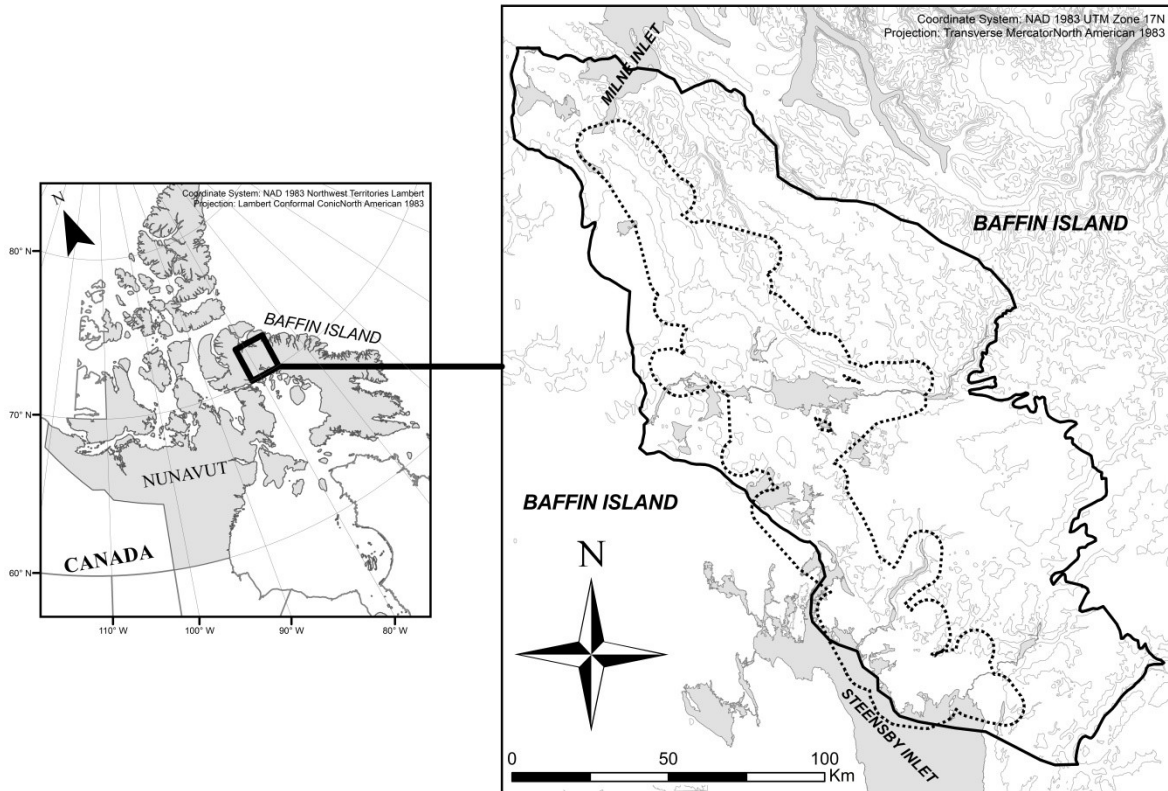 Coordinate System: NAD 1983 Northwest Territories Lambert
Projection: Lambert Conformal ConicNorth American 1983
N
80° N
70° N
60° N
BAFFIN ISLAND
NUNAVUT
CANADA
110° W
100° W
90° W
80° W
Coordinate System: NAD 1983 UTM Zone 17N
Projection: Transverse MercatorNorth American 1983
MILNE INLET
BAFFIN ISLAND
BAFFIN ISLAND
N
STEENSBY INLET
0
50
100
Km